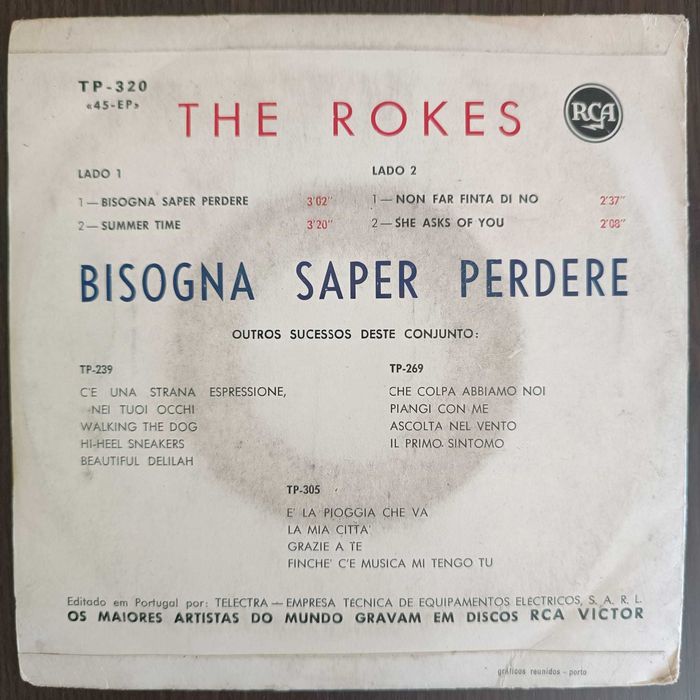 TP-320
«45-EP»
THE ROKES
RCA
LADO 1
1—BISOGNA SAPER PERDERE 3'02"
2—SUMMER TIME 3'20"
LADO 2
1—NON FAR FINTA DI NO 2'37"
2—SHE ASKS OF YOU 2'08"
BISOGNA SAPER PERDERE
OUTROS SUCESSOS DESTE CONJUNTO:
TP-239
C'E UNA STRANA ESPRESSIONE,
NEI TUOI OCCHI
WALKING THE DOG
HI-HEEL SNEAKERS
BEAUTIFUL DELILAH
TP-269
CHE COLPA ABBIAMO NOI
PIANGI CON ME
ASCOLTA NEL VENTO
IL PRIMO SINTOMO
TP-305
E' LA PIOGGIA CHE VA
LA MIA CITTA'
GRAZIE A TE
FINCHE' C'E MUSICA MI TENGO TU
Editado em Portugal por: TELECTRA—EMPRESA TÉCNICA DE EQUIPAMENTOS ELÉCTRICOS, S. A. R. L.
OS MAIORES ARTISTAS DO MUNDO GRAVAM EM DISCOS RCA VICTOR
gráficos reunidos - porto